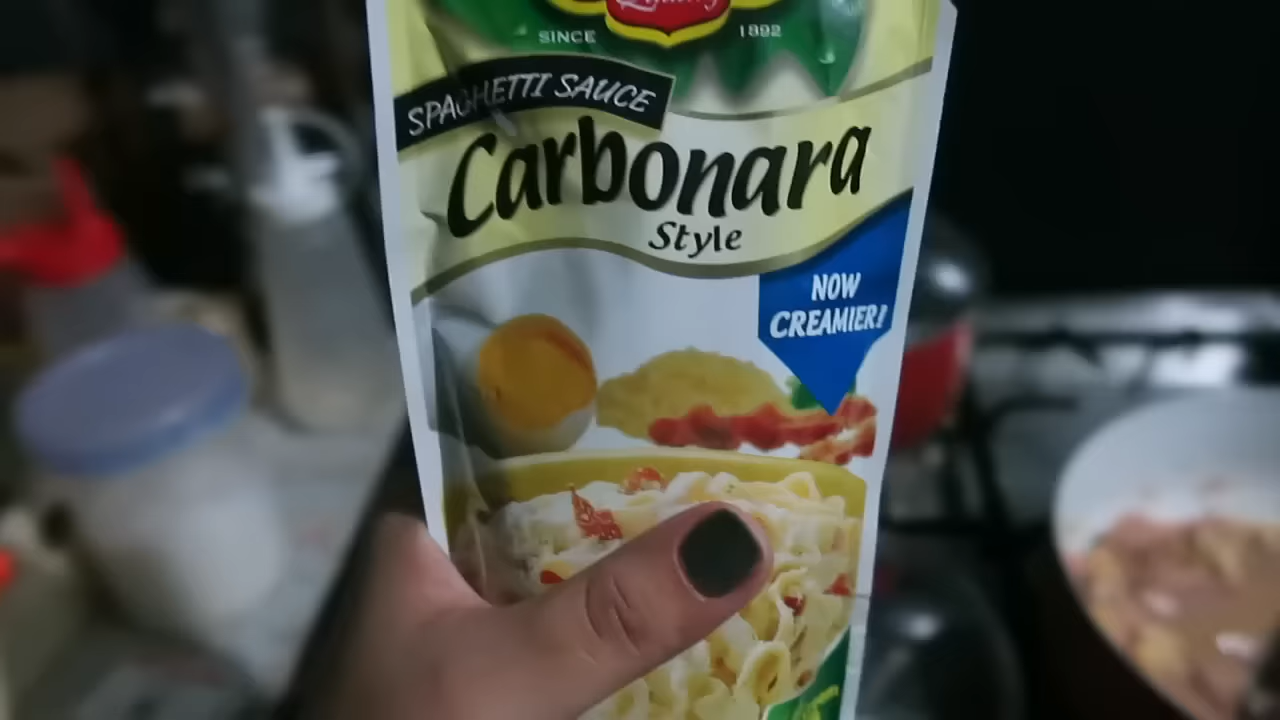 SINCE 1892
SPAGHETTI SAUCE
Carbonara
Style
NOW
CREAMIER!